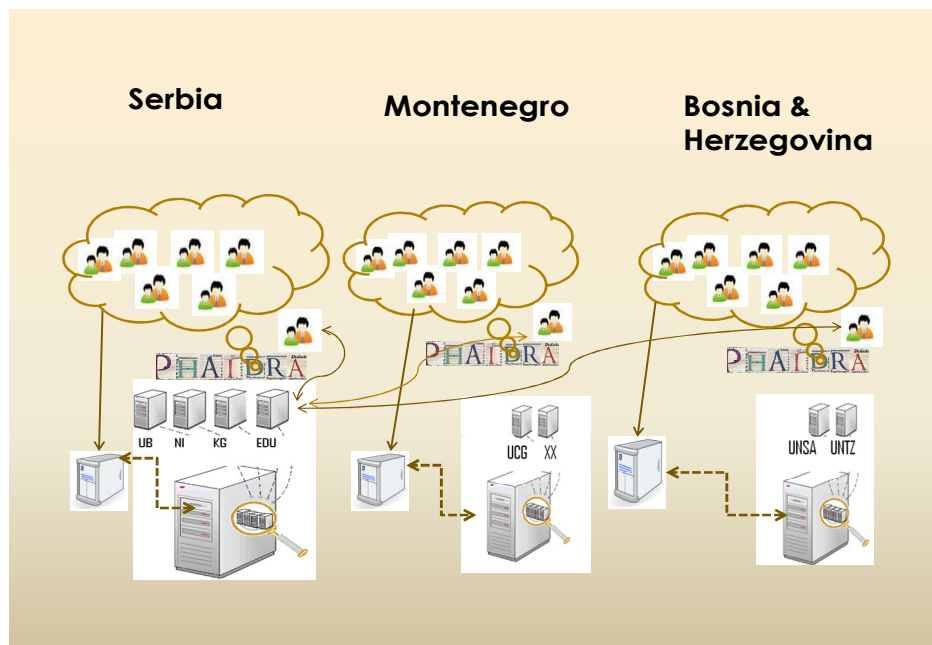 Serbia
Montenegro
Bosnia &
Herzegovina
PHAIDRA
PHAIDRA
PHAIDRA
UB NI KG EDU
UCG XX
UNSA UNTZ